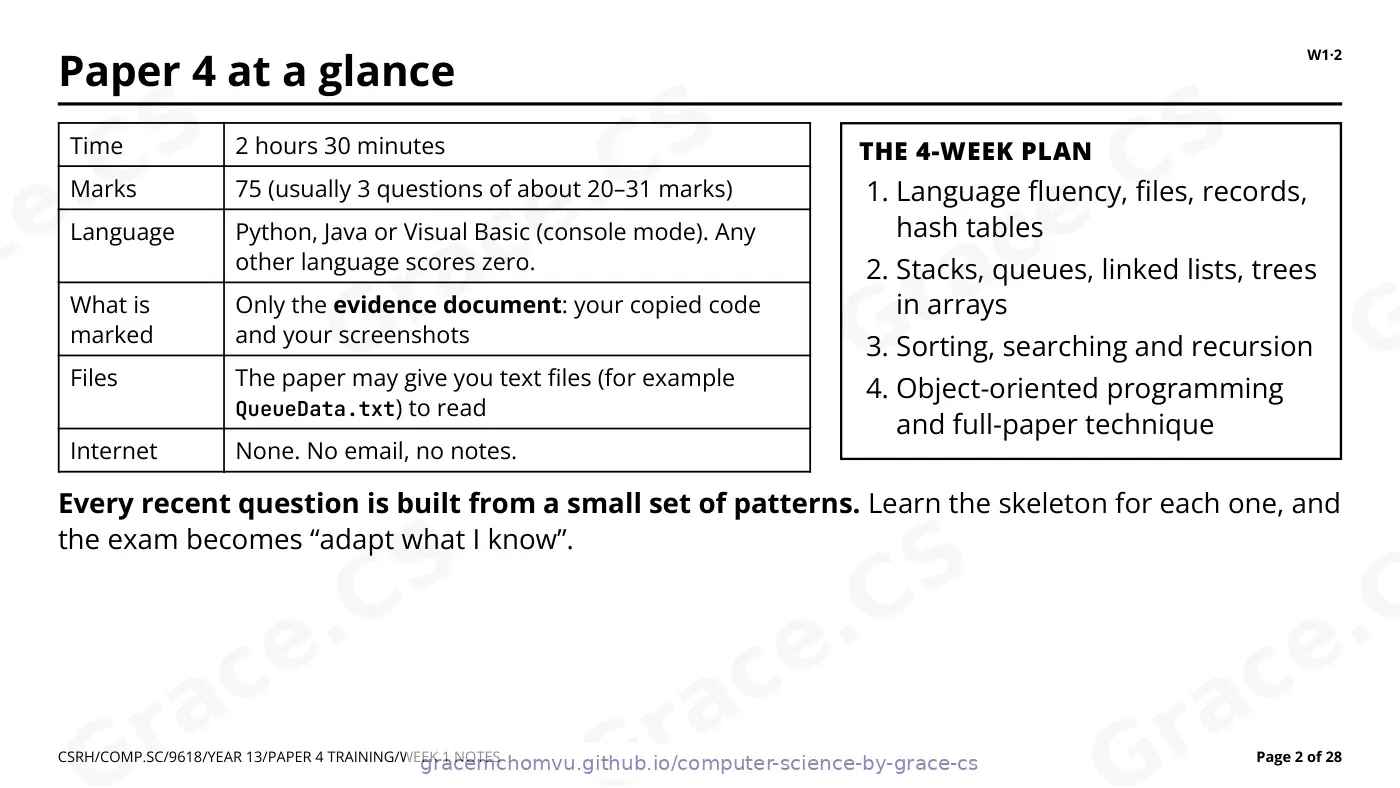 Paper 4 at a glance
W1·2
Time
2 hours 30 minutes
Marks
75 (usually 3 questions of about 20–31 marks)
Language
Python, Java or Visual Basic (console mode). Any
other language scores zero.
What is
marked
Only the evidence document: your copied code
and your screenshots
Files
The paper may give you text files (for example
QueueData.txt) to read
Internet
None. No email, no notes.
THE 4-WEEK PLAN
1. Language fluency, files, records,
hash tables
2. Stacks, queues, linked lists, trees
in arrays
3. Sorting, searching and recursion
4. Object-oriented programming
and full-paper technique
Every recent question is built from a small set of patterns. Learn the skeleton for each one, and
the exam becomes “adapt what I know”.
Grace.CS
Grace.CS
Grace.CS
CSRH/COMP.SC/9618/YEAR 13/PAPER 4 TRAINING/WEEK 1 NOTES
gracemchomvu.github.io/computer-science-by-grace-cs
Page 2 of 28